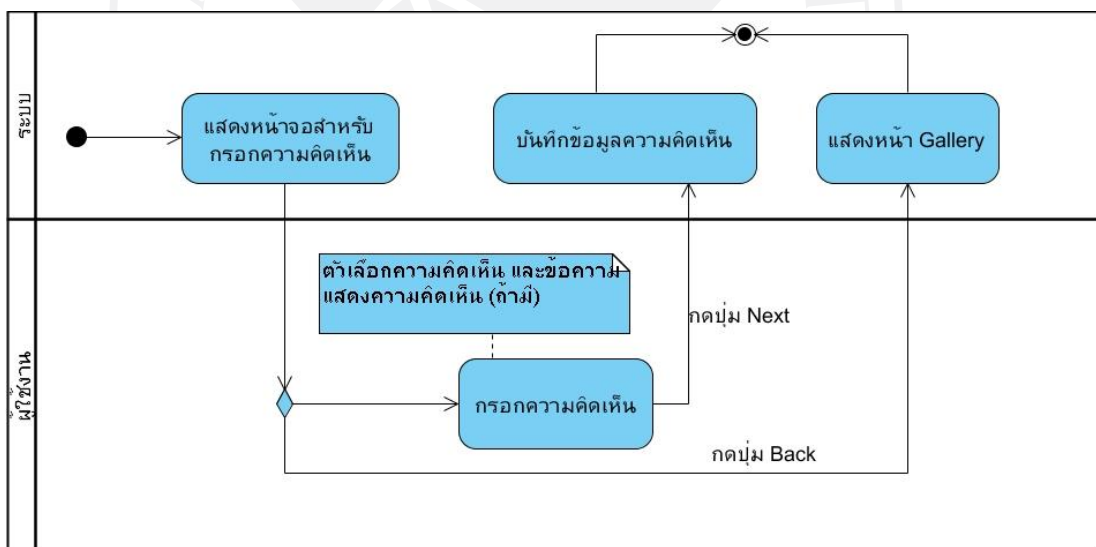 ระบบ
แสดงหน้าจอสำหรับ
กรอกความคิดเห็น
บันทึกข้อมูลความคิดเห็น
แสดงหน้า Gallery
ผู้ใช้งาน
ตัวเลือกความคิดเห็น และข้อความ
แสดงความคิดเห็น (ถ้ามี)
กดปุ่ม Next
กรอกความคิดเห็น
กดปุ่ม Back